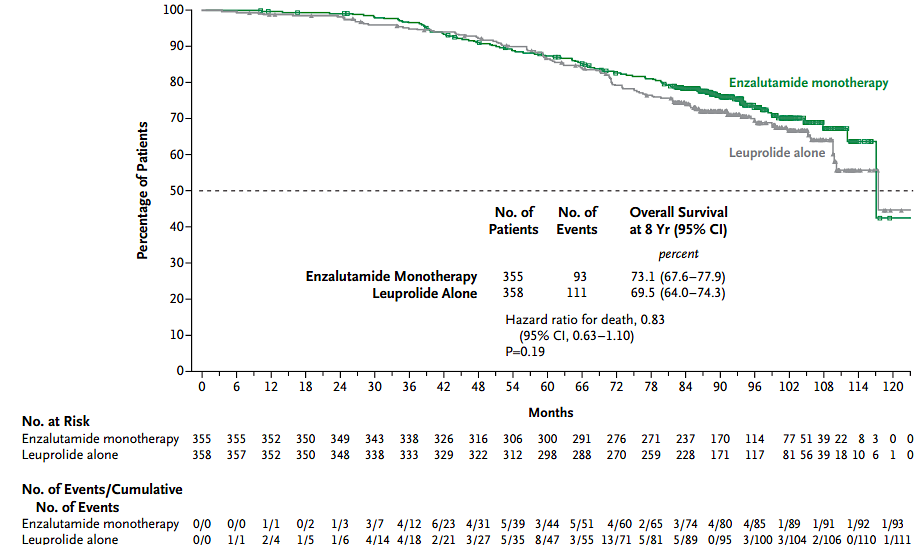 100
90
80
70
60
50
40
30
20
10
0
Percentage of Patients
Enzalutamide monotherapy
Leuprolide alone
No. of Patients No. of Events Overall Survival at 8 Yr (95% CI)
percent
Enzalutamide Monotherapy 355 93 73.1 (67.6–77.9)
Leuprolide Alone 358 111 69.5 (64.0–74.3)
Hazard ratio for death, 0.83
(95% CI, 0.63–1.10)
P=0.19
0 6 12 18 24 30 36 42 48 54 60 66 72 78 84 90 96 102 108 114 120
Months
No. at Risk
Enzalutamide monotherapy 355 355 352 350 349 343 338 326 316 306 300 291 276 271 237 170 114 77 51 39 22 8 3 0 0
Leuprolide alone 358 357 352 350 348 338 333 329 322 312 298 288 270 259 228 171 117 81 56 39 18 10 6 1 0
No. of Events/Cumulative
No. of Events
Enzalutamide monotherapy 0/0 0/0 1/1 0/2 1/3 3/7 4/12 6/23 4/31 5/39 3/44 5/51 4/60 2/65 3/74 4/80 4/85 1/89 1/91 1/92 1/93
Leuprolide alone 0/0 1/1 2/4 1/5 1/6 4/14 4/18 2/21 3/27 5/35 8/47 3/55 13/71 5/81 5/89 0/95 3/100 3/104 2/106 0/110 1/111